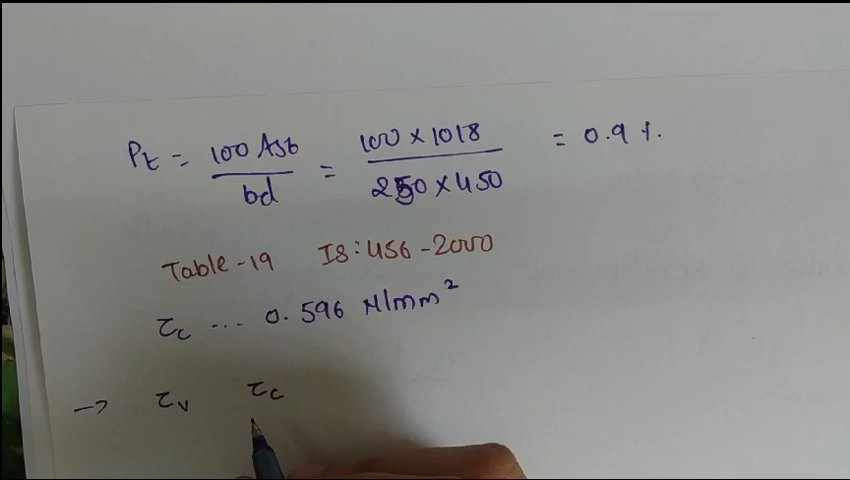 Pt = 100 Ast / bd = 100 × 1018 / 250 × 450 = 0.9 %.
Table-19 IS:456-2000
τc ... 0.596 N/mm²
→ τv τc